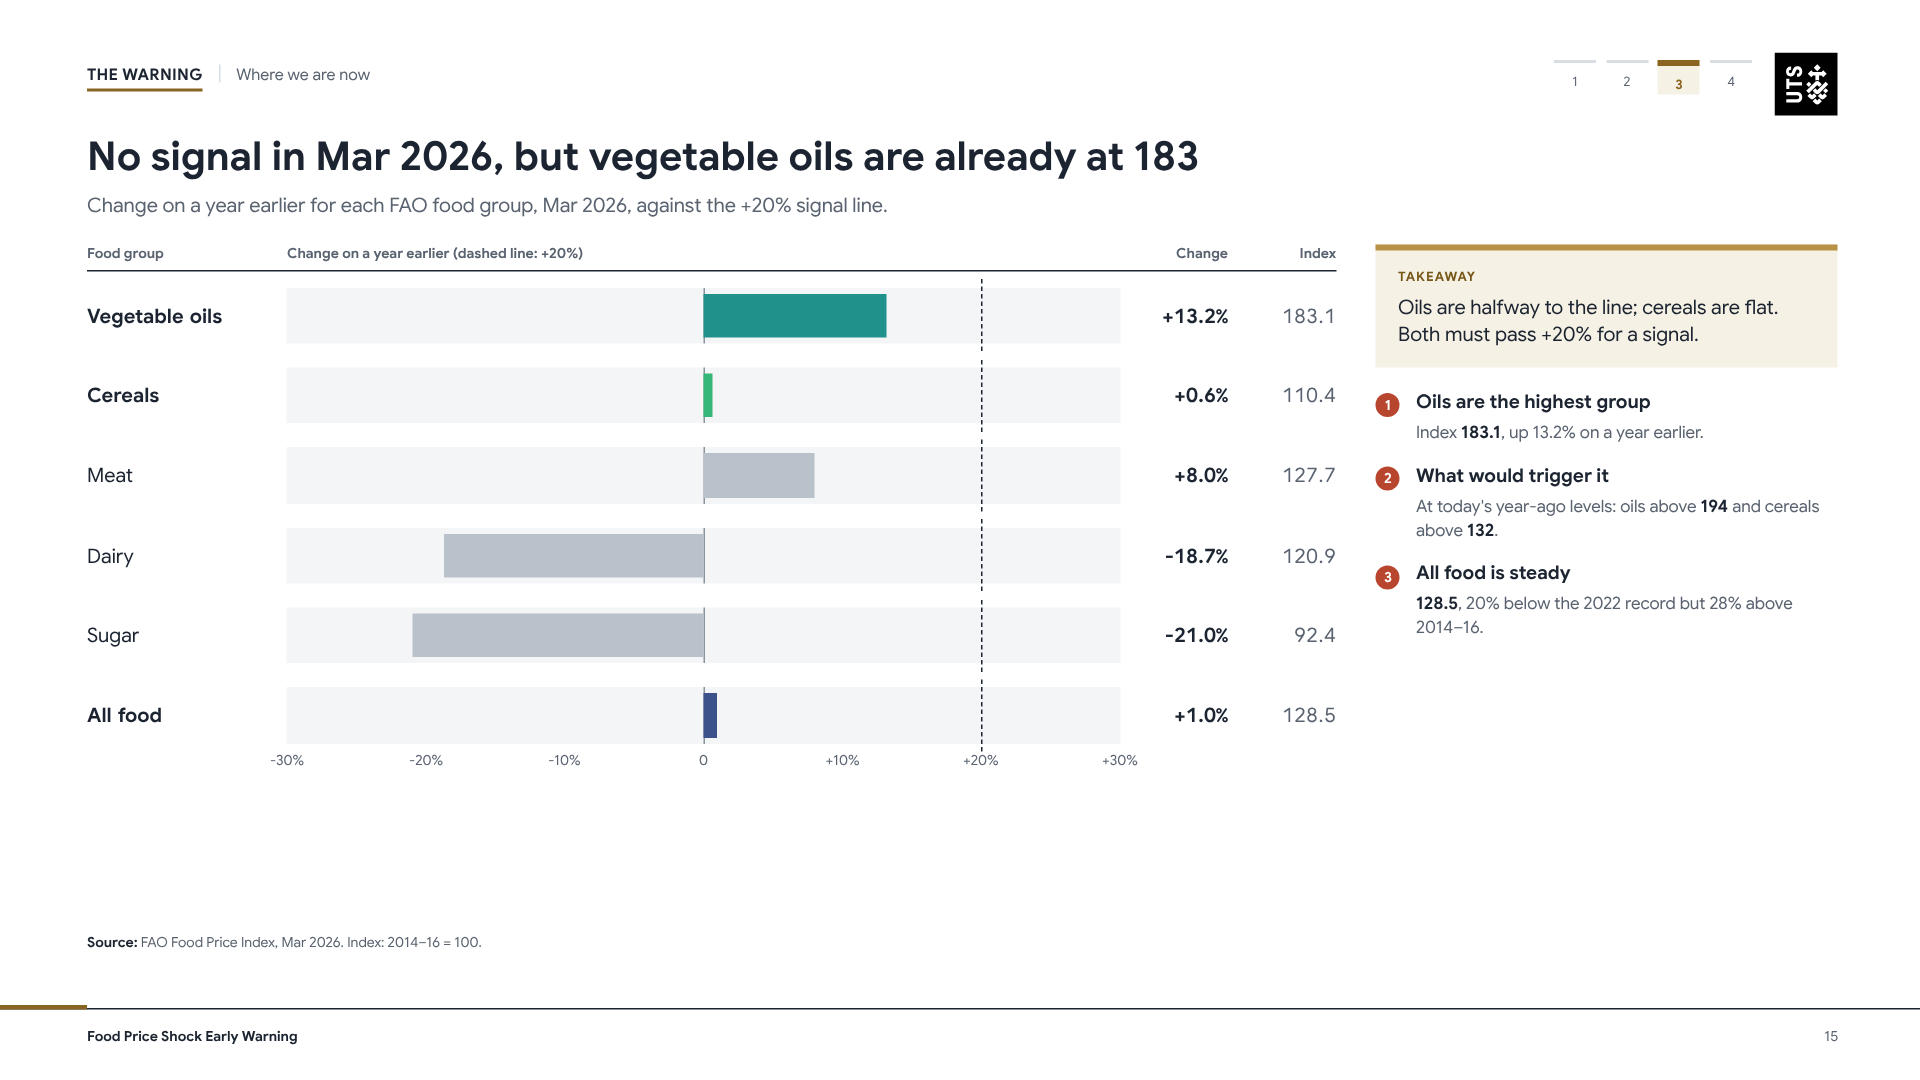 THE WARNING
Where we are now
1 2 3 4
UTS
No signal in Mar 2026, but vegetable oils are already at 183
Change on a year earlier for each FAO food group, Mar 2026, against the +20% signal line.
Food group Change on a year earlier (dashed line: +20%) Change Index
Vegetable oils +13.2% 183.1
Cereals +0.6% 110.4
Meat +8.0% 127.7
Dairy -18.7% 120.9
Sugar -21.0% 92.4
All food +1.0% 128.5
-30% -20% -10% 0 +10% +20% +30%
TAKEAWAY
Oils are halfway to the line; cereals are flat.
Both must pass +20% for a signal.
1 Oils are the highest group
Index 183.1, up 13.2% on a year earlier.
2 What would trigger it
At today's year-ago levels: oils above 194 and cereals
above 132.
3 All food is steady
128.5, 20% below the 2022 record but 28% above
2014–16.
Source: FAO Food Price Index, Mar 2026. Index: 2014–16 = 100.
Food Price Shock Early Warning
15